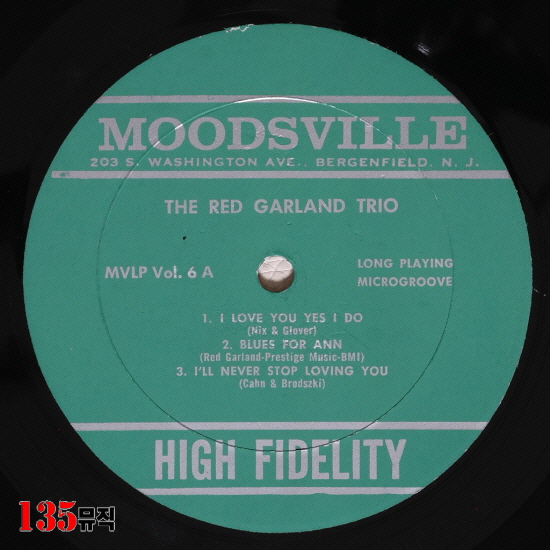 MOODSVILLE
203 S. WASHINGTON AVE., BERGENFIELD, N. J.
THE RED GARLAND TRIO
MVLP Vol. 6 A
LONG PLAYING
MICROGROOVE
1. I LOVE YOU YES I DO
(Nix & Glover)
2. BLUES FOR ANN
(Red Garland-Prestige Music-BMI)
3. I'LL NEVER STOP LOVING YOU
(Cahn & Brodszki)
HIGH FIDELITY
135뮤직